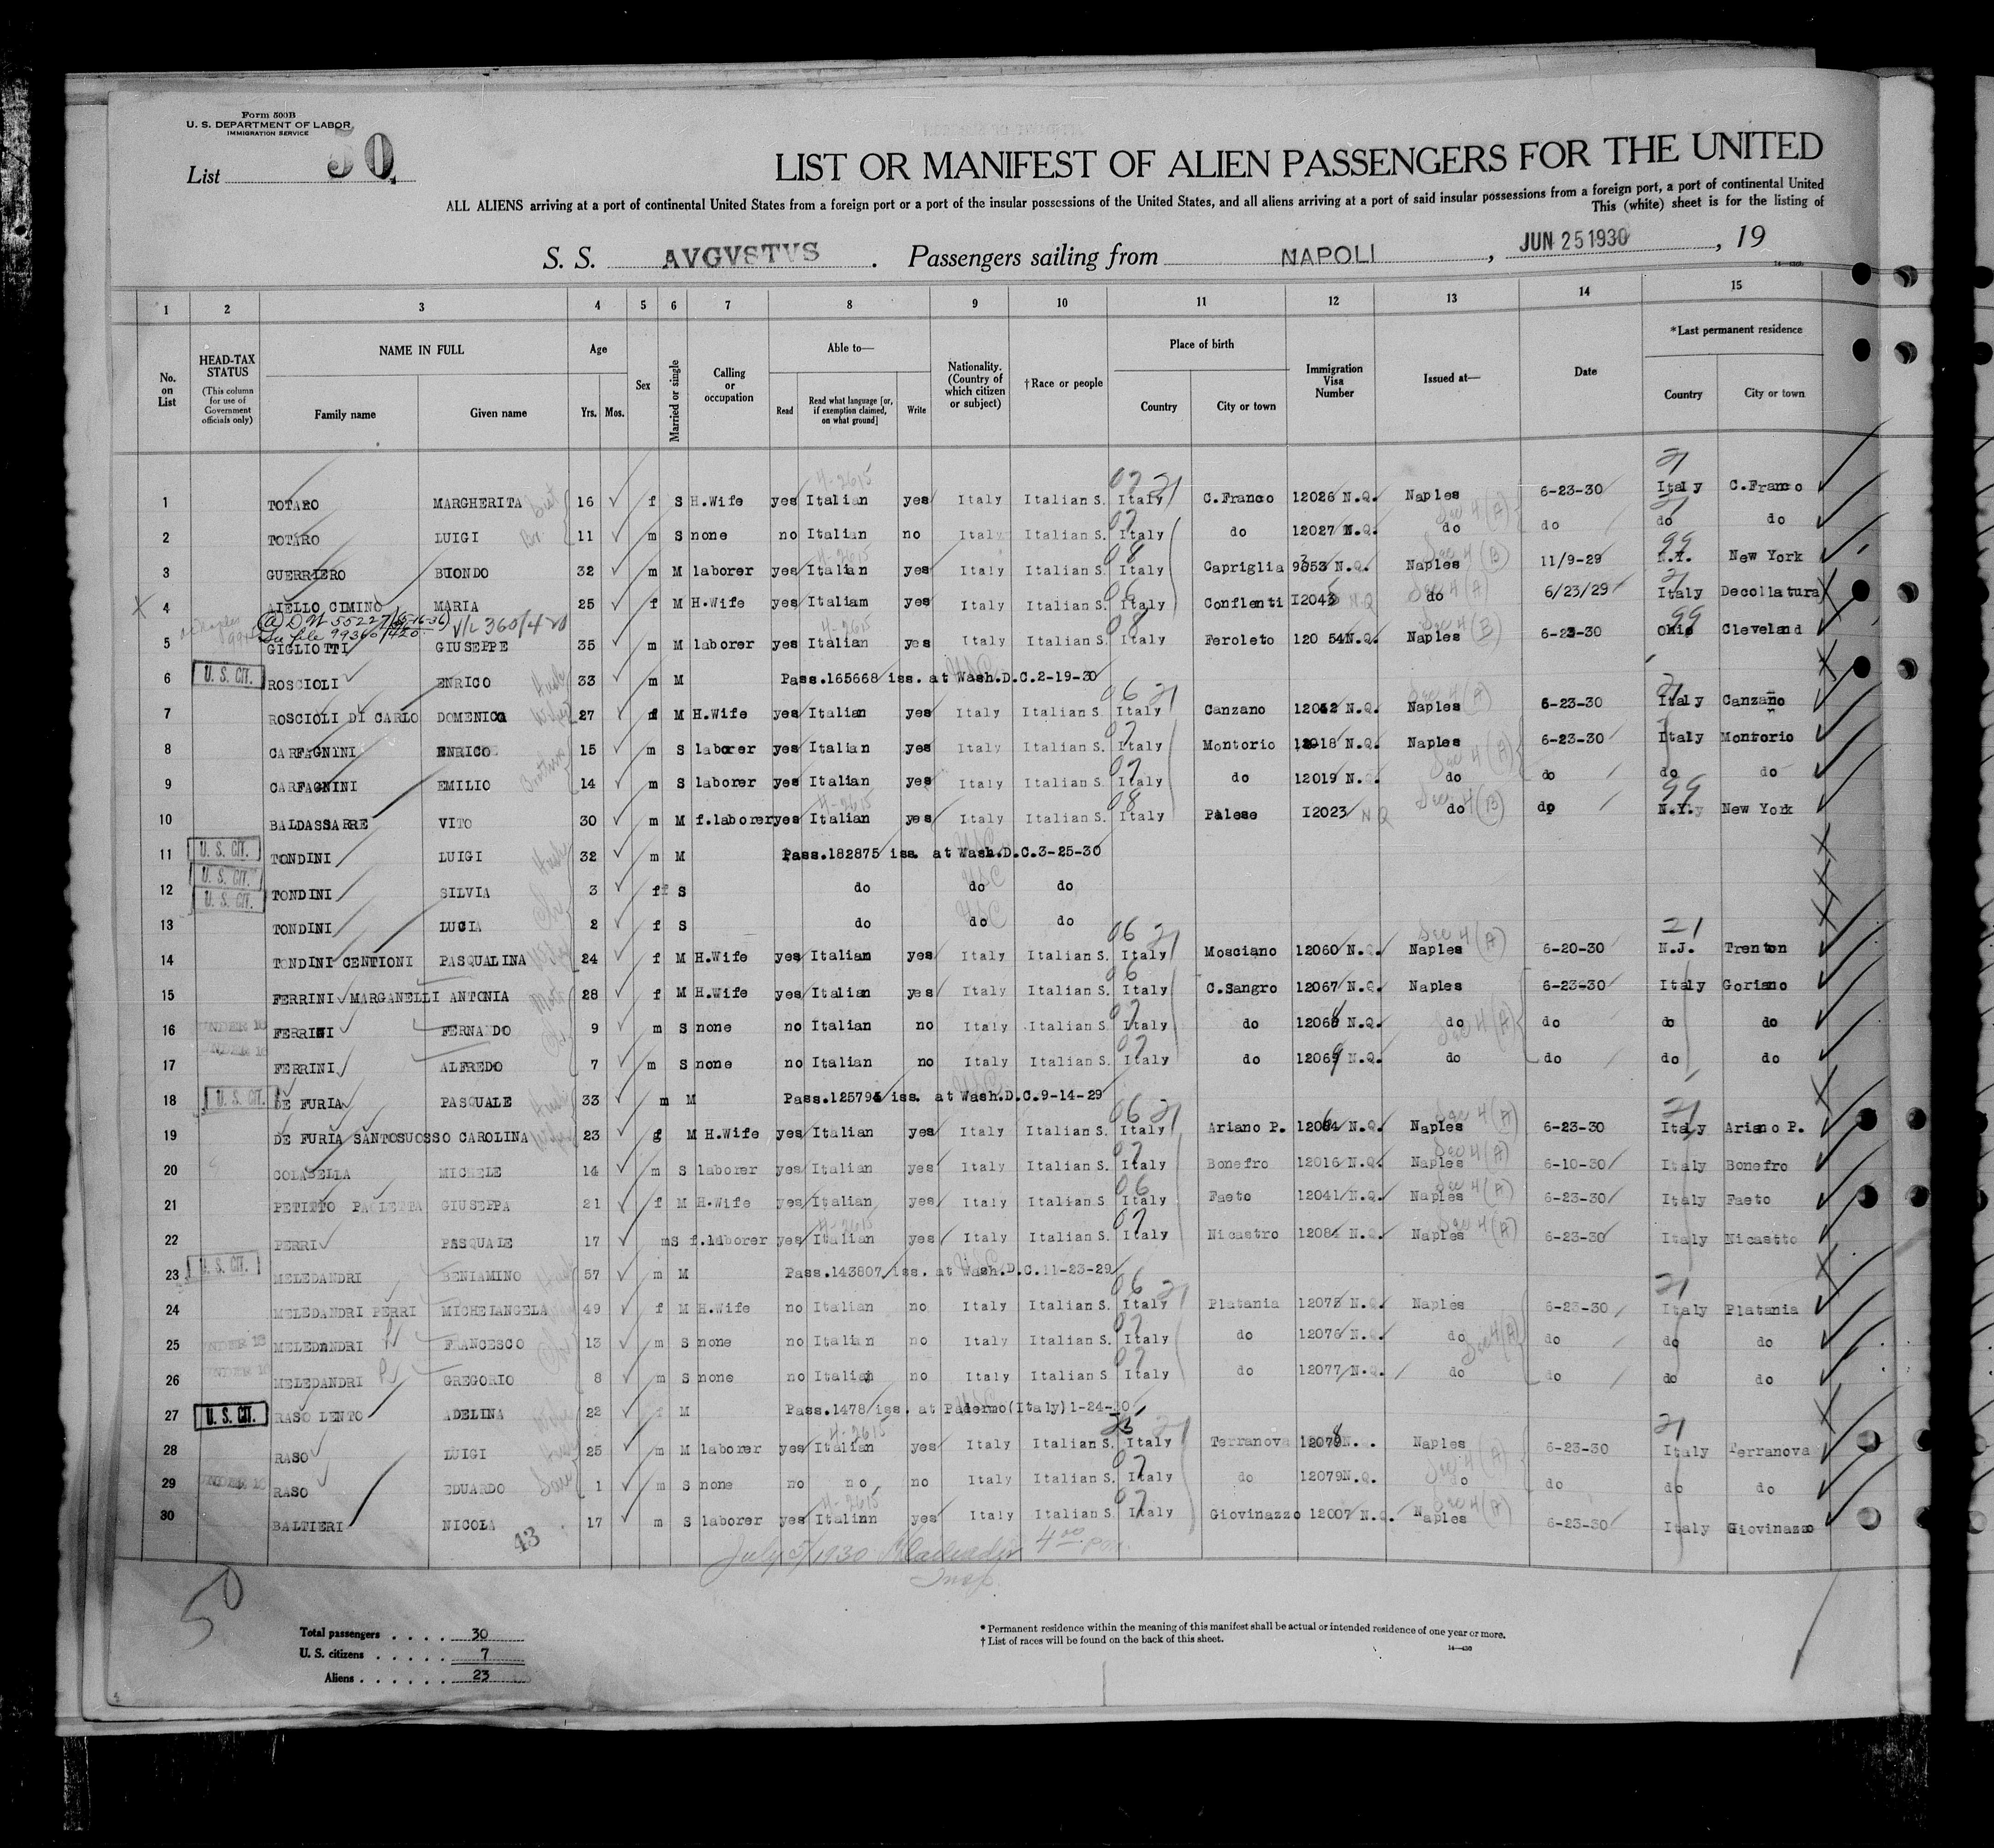 Form 500B
U. S. DEPARTMENT OF LABOR
IMMIGRATION SERVICE
List 50
LIST OR MANIFEST OF ALIEN PASSENGERS FOR THE UNITED
ALL ALIENS arriving at a port of continental United States from a foreign port or a port of the insular possessions of the United States, and all aliens arriving at a port of said insular possessions from a foreign port, a port of continental United
This (white) sheet is for the listing of
S. S. AVGVSTVS . Passengers sailing from NAPOLI , JUN 25 1930 , 19
1 2 3 4 5 6 7 8 9 10 11 12 13 14 15
No. on List
HEAD-TAX STATUS
(This column for use of Government officials only)
NAME IN FULL
Family name Given name
Age
Yrs. Mos.
Sex
Married or single
Calling or occupation
Able to—
Read
Read what language [or, if exemption claimed, on what ground]
Write
Nationality. (Country of which citizen or subject)
†Race or people
Place of birth
Country City or town
Immigration Visa Number
Issued at—
Date
*Last permanent residence
Country City or town
1 TOTARO MARGHERITA 16 f S H.Wife yes Italian yes Italy Italian S. Italy C.Franco 12026 N.Q. Naples 6-23-30 Italy C.Franco
2 TOTARO LUIGI 11 m S none no Italian no Italy Italian S. Italy do 12027 N.Q. do do do do
3 GUERRIERO BIONDO 32 m M laborer yes Italian yes Italy Italian S. Italy Capriglia N.Q. Naples 11/9-29 N.Y. New York
4 AIELLO CIMINO MARIA 25 f M H.Wife yes Italiam yes Italy Italian S. Italy Conflenti N Q do 6/23/29 Italy Decollatura
See file 99360/420 V/L 360/420
5 GIGLIOTTI GIUSEPPE 35 m M laborer yes Italian yes Italy Italian S. Italy Feroleto 120 54N.Q. Naples 6-23-30 Ohio Cleveland
6 U. S. CIT. ROSCIOLI ENRICO 33 m M Pass.165668 iss. at Wash.D.C.2-19-30
7 ROSCIOLI DI CARLO DOMENICA 27 f M H.Wife yes Italian yes Italy Italian S. Italy Canzano N.Q. Naples 6-23-30 Italy Canzano
8 CARFAGNINI ENRICO 15 m S laborer yes Italian yes Italy Italian S. Italy Montorio 12018 N.Q. Naples 6-23-30 Italy Montorio
9 CARFAGNINI EMILIO 14 m S laborer yes Italian yes Italy Italian S. Italy do 12019 N. do do do do
10 BALDASSARRE VITO 30 m M f.laborer yes Italian yes Italy Italian S. Italy Palese I2023 N Q do do N.Y. New York
11 U. S. CIT. TONDINI LUIGI 32 m M Pass.182875 iss. at Wash.D.C.3-25-30
12 U. S. CIT. TONDINI SILVIA 3 f S do do do
13 U. S. CIT. TONDINI LUCIA 2 f S do do do
14 TONDINI CENTIONI PASQUALINA 24 f M H.Wife yes Italian yes Italy Italian S. Italy Mosciano 12060 N.Q. Naples 6-20-30 N.J. Trenton
15 FERRINI MARGANELLI ANTONIA 28 f M H.Wife yes Italian yes Italy Italian S. Italy C.Sangro 12067 N.Q. Naples 6-23-30 Italy Goriano
16 UNDER 16 FERRINI FERNANDO 9 m S none no Italian no Italy Italian S. Italy do 12068 N.Q. do do do do
17 UNDER 16 FERRINI ALFREDO 7 m S none no Italian no Italy Italian S. Italy do 12069 N.Q. do do do do
18 U. S. CIT. DE FURIA PASQUALE 33 m M Pass. iss. at Wash.D.C.9-14-29
19 DE FURIA SANTOSUOSSO CAROLINA 23 g M H.Wife yes Italian yes Italy Italian S. Italy Ariano P. 12064 N.Q. Naples 6-23-30 Italy Ariano P.
20 COLABELLA MICHELE 14 m S laborer yes Italian yes Italy Italian S. Italy Bonefro 12016 N.Q. Naples 6-10-30 Italy Bonefro
21 PETITTO PAOLETTA GIUSEPPA 21 f M H.Wife yes Italian yes Italy Italian S. Italy Faeto 12041 N.Q. Naples 6-23-30 Italy Faeto
22 PERRI PASQUALE 17 m S f.laborer yes Italian yes Italy Italian S. Italy Nicastro 12084 N.Q. Naples 6-23-30 Italy Nicastto
23 U. S. CIT. MELEDANDRI BENIAMINO 57 m M Pass.143807 iss. at Wash.D.C.11-23-29
24 MELEDANDRI PERRI MICHELANGELA 49 f M H.Wife no Italian no Italy Italian S. Italy Platania 12075 N.Q. Naples 6-23-30 Italy Platania
25 MELEDANDRI FRANCESCO 13 m S none no Italian no Italy Italian S. Italy do 12076 N.Q. do do do do
26 UNDER 16 MELEDANDRI GREGORIO 8 m S none no Italian no Italy Italian S. Italy do 12077 N.Q. do do do do
27 U. S. CIT. RASO LENTO ADELINA 22 f M Pass.1478 iss. at Palermo(Italy)1-24-30
28 RASO LUIGI 25 m M laborer yes Italian yes Italy Italian S. Italy Terranova 12078 N. . Naples 6-23-30 Italy Terranova
29 UNDER 16 RASO EDUARDO 1 m S none no no no Italy Italian S. Italy do 12079N.Q. do do do do
30 BALTIERI NICOLA 17 m S laborer yes Italinn yes Italy Italian S. Italy Giovinazzo 12007 N.Q. Naples 6-23-30 Italy Giovinazzo
43
50
Total passengers . . . . 30
U. S. citizens . . . . . 7
Aliens . . . . . . 23
* Permanent residence within the meaning of this manifest shall be actual or intended residence of one year or more.
† List of races will be found on the back of this sheet.